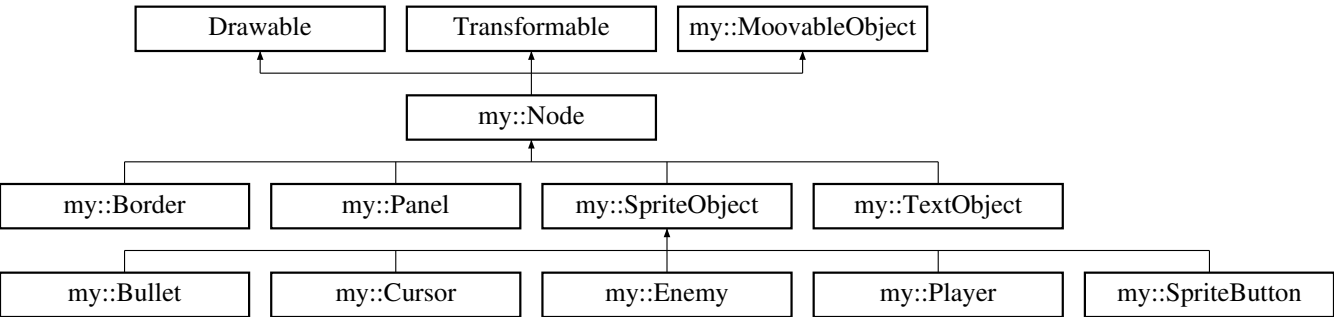 Drawable
Transformable
my::MoovableObject
my::Node
my::Border
my::Panel
my::SpriteObject
my::TextObject
my::Bullet
my::Cursor
my::Enemy
my::Player
my::SpriteButton